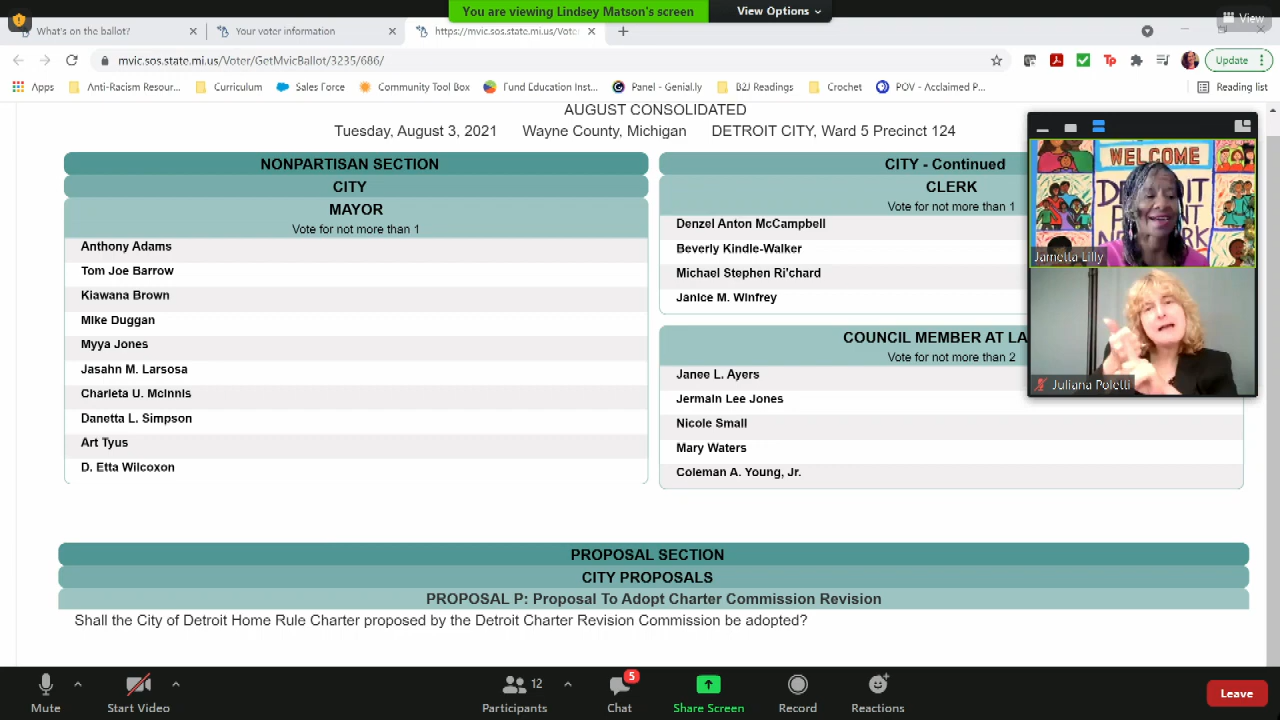 You are viewing Lindsey Matson's screen
View Options
View
What's on the ballot?
Your voter information
https://mvic.sos.state.mi.us/Vote
mvic.sos.state.mi.us/Voter/GetMvicBallot/3235/686/
Update
Apps
Anti-Racism Resour...
Curriculum
Sales Force
Community Tool Box
Fund Education Inst...
Panel - Genial.ly
B2J Readings
Crochet
POV - Acclaimed P...
Reading list
AUGUST CONSOLIDATED
Tuesday, August 3, 2021 Wayne County, Michigan DETROIT CITY, Ward 5 Precinct 124
NONPARTISAN SECTION
CITY
MAYOR
Vote for not more than 1
Anthony Adams
Tom Joe Barrow
Kiawana Brown
Mike Duggan
Myya Jones
Jasahn M. Larsosa
Charleta U. McInnis
Danetta L. Simpson
Art Tyus
D. Etta Wilcoxon
CITY - Continued
CLERK
Vote for not more than 1
Denzel Anton McCampbell
Beverly Kindle-Walker
Michael Stephen Ri'chard
Janice M. Winfrey
COUNCIL MEMBER AT LA
Vote for not more than 2
Janee L. Ayers
Jermain Lee Jones
Nicole Small
Mary Waters
Coleman A. Young, Jr.
WELCOME
Jametta Lilly
Juliana Poletti
PROPOSAL SECTION
CITY PROPOSALS
PROPOSAL P: Proposal To Adopt Charter Commission Revision
Shall the City of Detroit Home Rule Charter proposed by the Detroit Charter Revision Commission be adopted?
Mute
Start Video
12
Participants
5
Chat
Share Screen
Record
Reactions
Leave